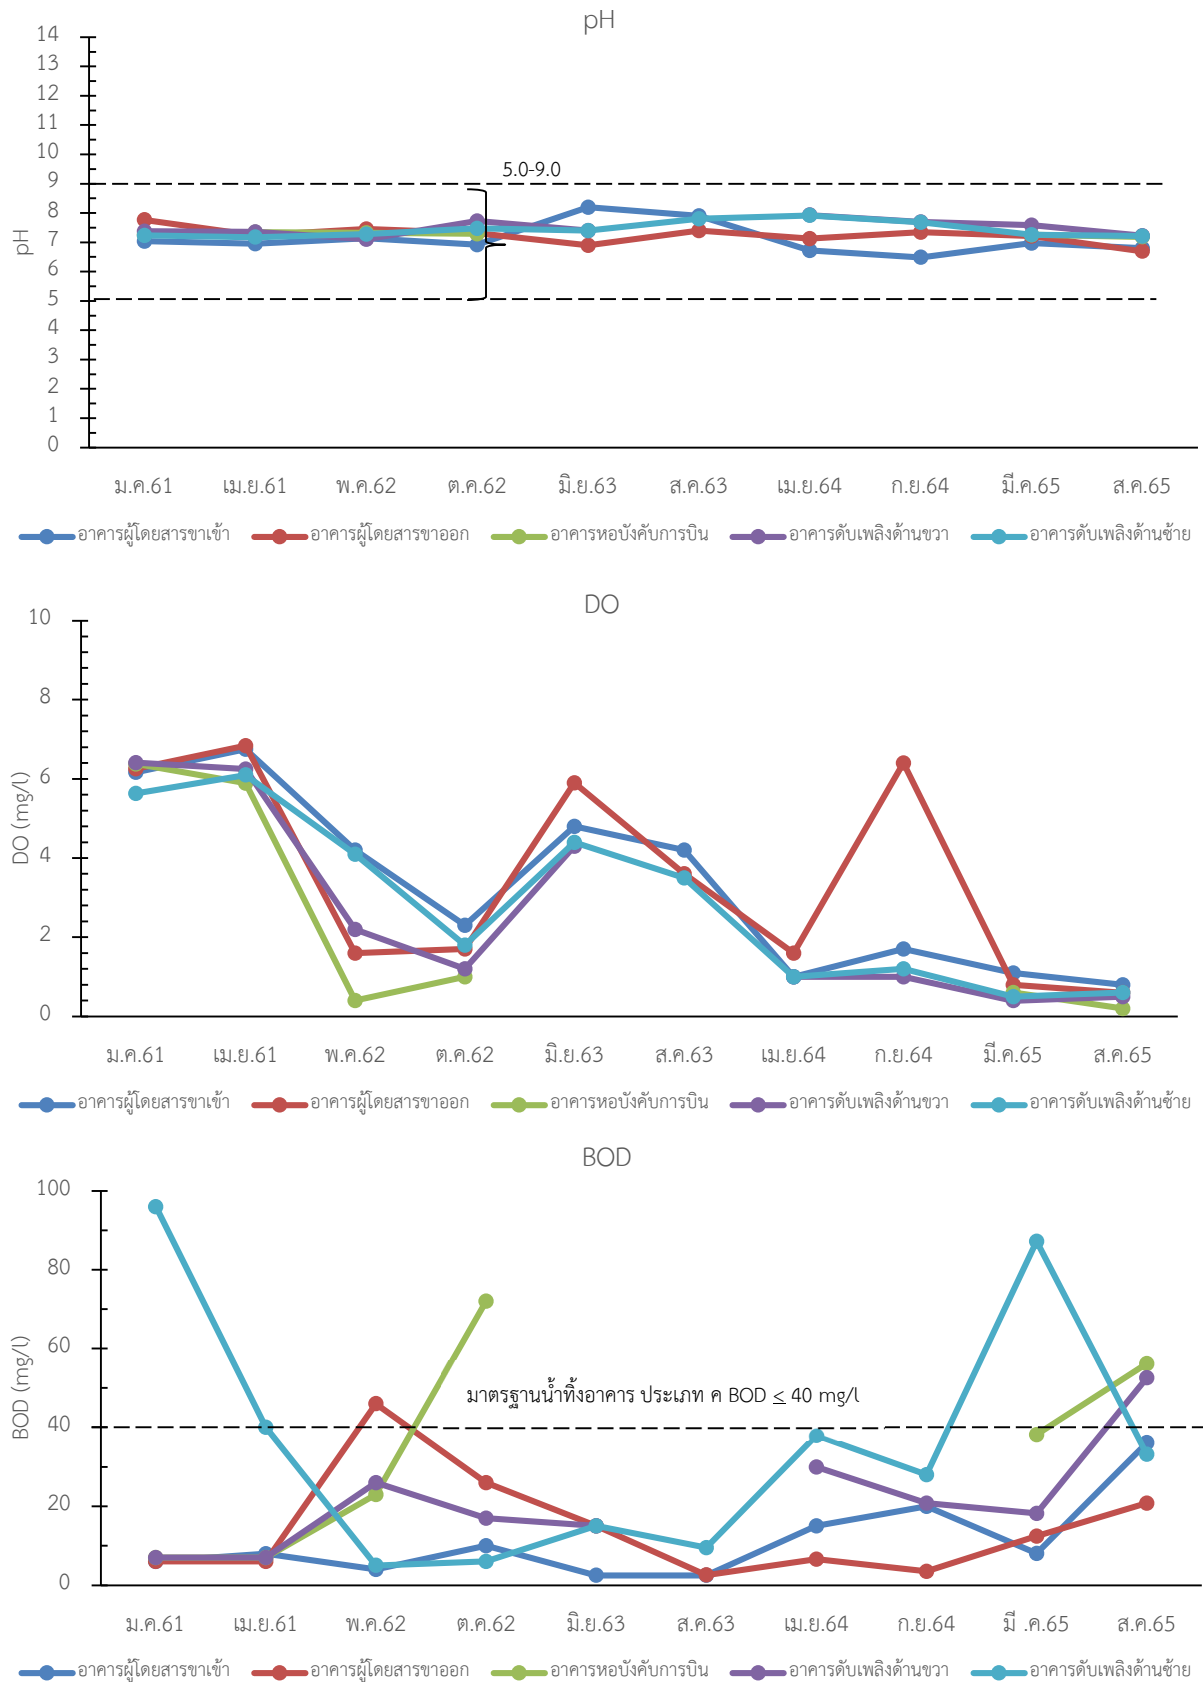 pH
14
13
12
11
10
9
8
7
6
5
4
3
2
1
0
pH
5.0-9.0
ม.ค.61 เม.ย.61 พ.ค.62 ต.ค.62 มิ.ย.63 ส.ค.63 เม.ย.64 ก.ย.64 มี.ค.65 ส.ค.65
อาคารผู้โดยสารขาเข้า อาคารผู้โดยสารขาออก อาคารหอบังคับการบิน อาคารดับเพลิงด้านขวา อาคารดับเพลิงด้านซ้าย
DO
10
8
6
4
2
0
DO (mg/l)
ม.ค.61 เม.ย.61 พ.ค.62 ต.ค.62 มิ.ย.63 ส.ค.63 เม.ย.64 ก.ย.64 มี.ค.65 ส.ค.65
อาคารผู้โดยสารขาเข้า อาคารผู้โดยสารขาออก อาคารหอบังคับการบิน อาคารดับเพลิงด้านขวา อาคารดับเพลิงด้านซ้าย
BOD
100
80
60
40
20
0
BOD (mg/l)
มาตรฐานน้ำทิ้งอาคาร ประเภท ค BOD ≤ 40 mg/l
ม.ค.61 เม.ย.61 พ.ค.62 ต.ค.62 มิ.ย.63 ส.ค.63 เม.ย.64 ก.ย.64 มี .ค.65 ส.ค.65
อาคารผู้โดยสารขาเข้า อาคารผู้โดยสารขาออก อาคารหอบังคับการบิน อาคารดับเพลิงด้านขวา อาคารดับเพลิงด้านซ้าย